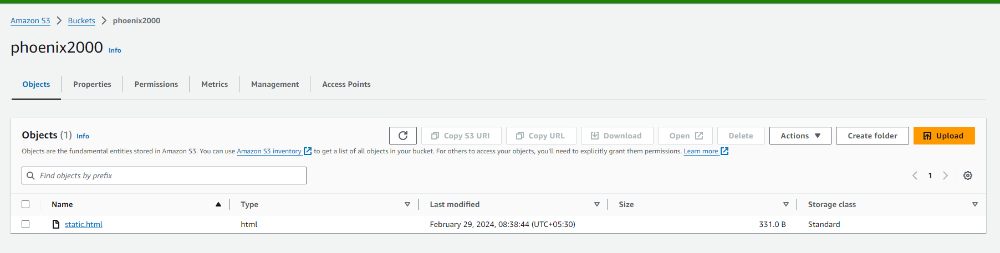 Amazon S3 > Buckets > phoenix2000
phoenix2000 Info
Objects Properties Permissions Metrics Management Access Points
Objects (1) Info Copy S3 URI Copy URL Download Open Delete Actions Create folder Upload
Objects are the fundamental entities stored in Amazon S3. You can use Amazon S3 inventory to get a list of all objects in your bucket. For others to access your objects, you'll need to explicitly grant them permissions. Learn more
Find objects by prefix 1
Name Type Last modified Size Storage class
static.html html February 29, 2024, 08:38:44 (UTC+05:30) 331.0 B Standard